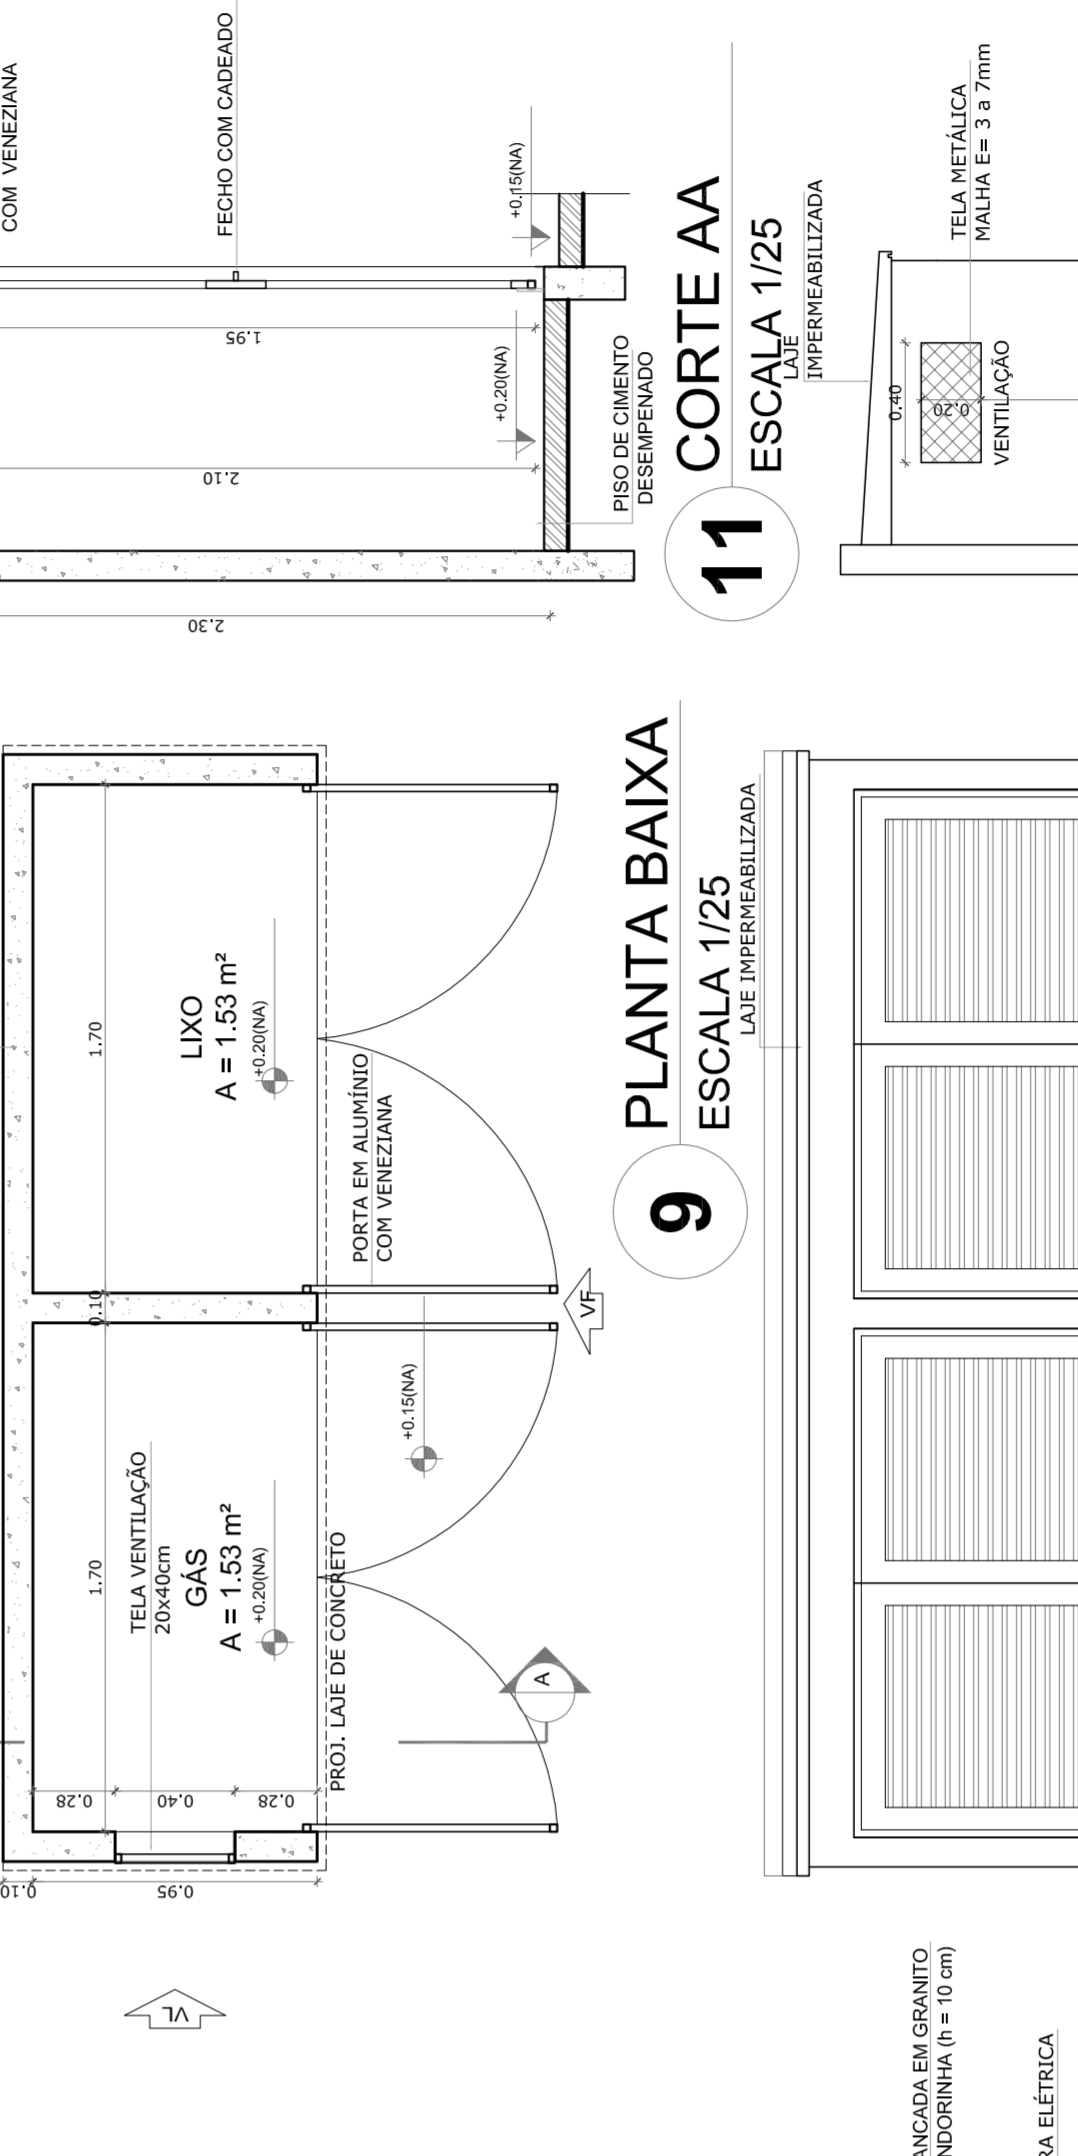 COM VENEZIANA
FECHO COM CADEADO
+0.15(NA)
1.95
+0.20(NA)
2.10
2.30
PISO DE CIMENTO
DESEMPENADO
11
CORTE AA
ESCALA 1/25
LAJE
IMPERMEABILIZADA
TELA METÁLICA
MALHA E= 3 a 7mm
0.40
0.20
VENTILAÇÃO
1.70
LIXO
A = 1.53 m²
+0.20(NA)
PORTA EM ALUMÍNIO
COM VENEZIANA
0.10
VF
+0.15(NA)
1.70
TELA VENTILAÇÃO
20x40cm
GÁS
A = 1.53 m²
+0.20(NA)
PROJ. LAJE DE CONCRETO
A
0.28
0.40
0.28
0.10
0.95
VL
9
PLANTA BAIXA
ESCALA 1/25
LAJE IMPERMEABILIZADA
ANCADA EM GRANITO
NDORINHA (h = 10 cm)
RA ELÉTRICA